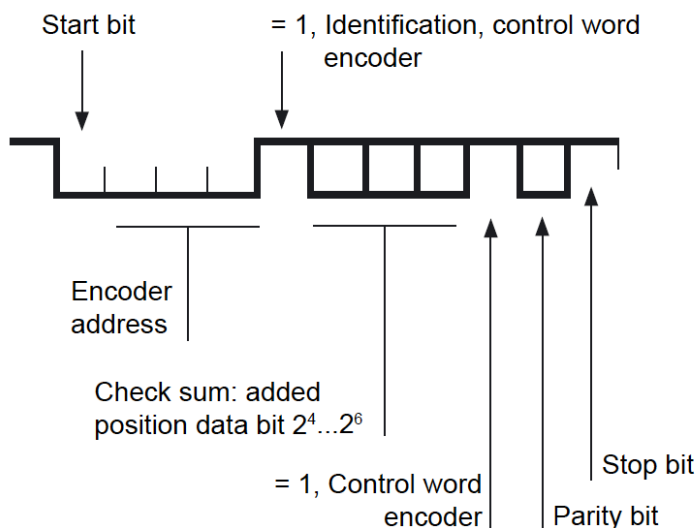 Start bit
= 1, Identification, control word
encoder
Encoder
address
Check sum: added
position data bit 2⁴...2⁶
Stop bit
= 1, Control word
encoder
Parity bit